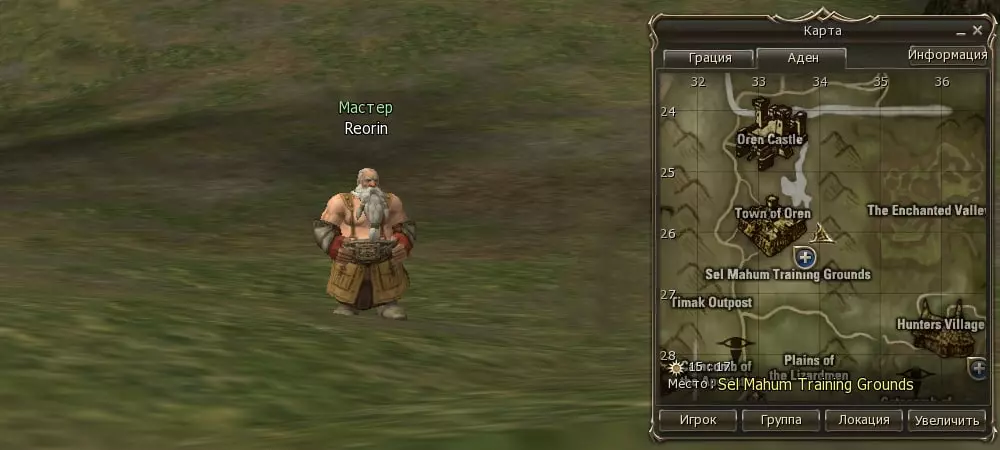 Мастер
Reorin
Карта
Грация Аден Информация
32 33 34 35 36
24
Oren Castle
25
Town of Oren
The Enchanted Valle
26
Sel Mahum Training Grounds
27
Timak Outpost
Hunters Village
28
Plains of
the Lizardmen
15 : 17
Место: Sel Mahum Training Grounds
Игрок Группа Локация Увеличить